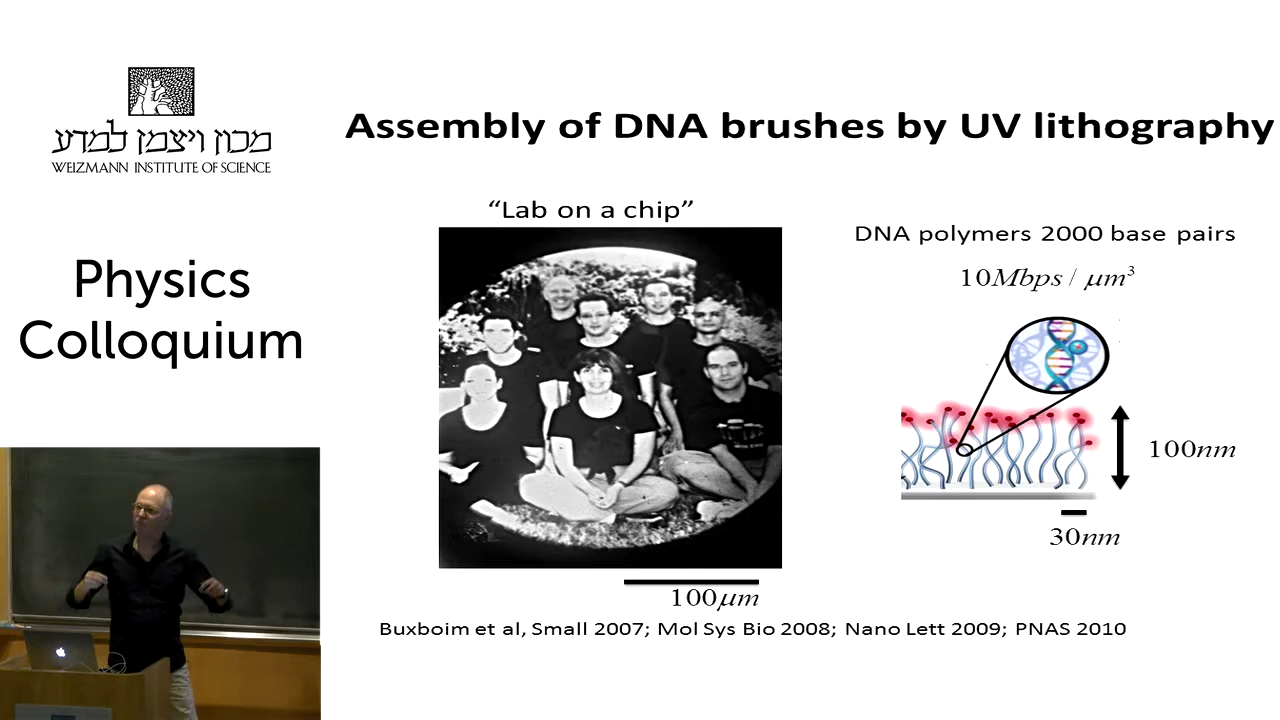 מכון ויצמן למדע
WEIZMANN INSTITUTE OF SCIENCE
Physics
Colloquium
Assembly of DNA brushes by UV lithography
“Lab on a chip”
DNA polymers 2000 base pairs
10Mbps / μm³
100nm
30nm
100μm
Buxboim et al, Small 2007; Mol Sys Bio 2008; Nano Lett 2009; PNAS 2010